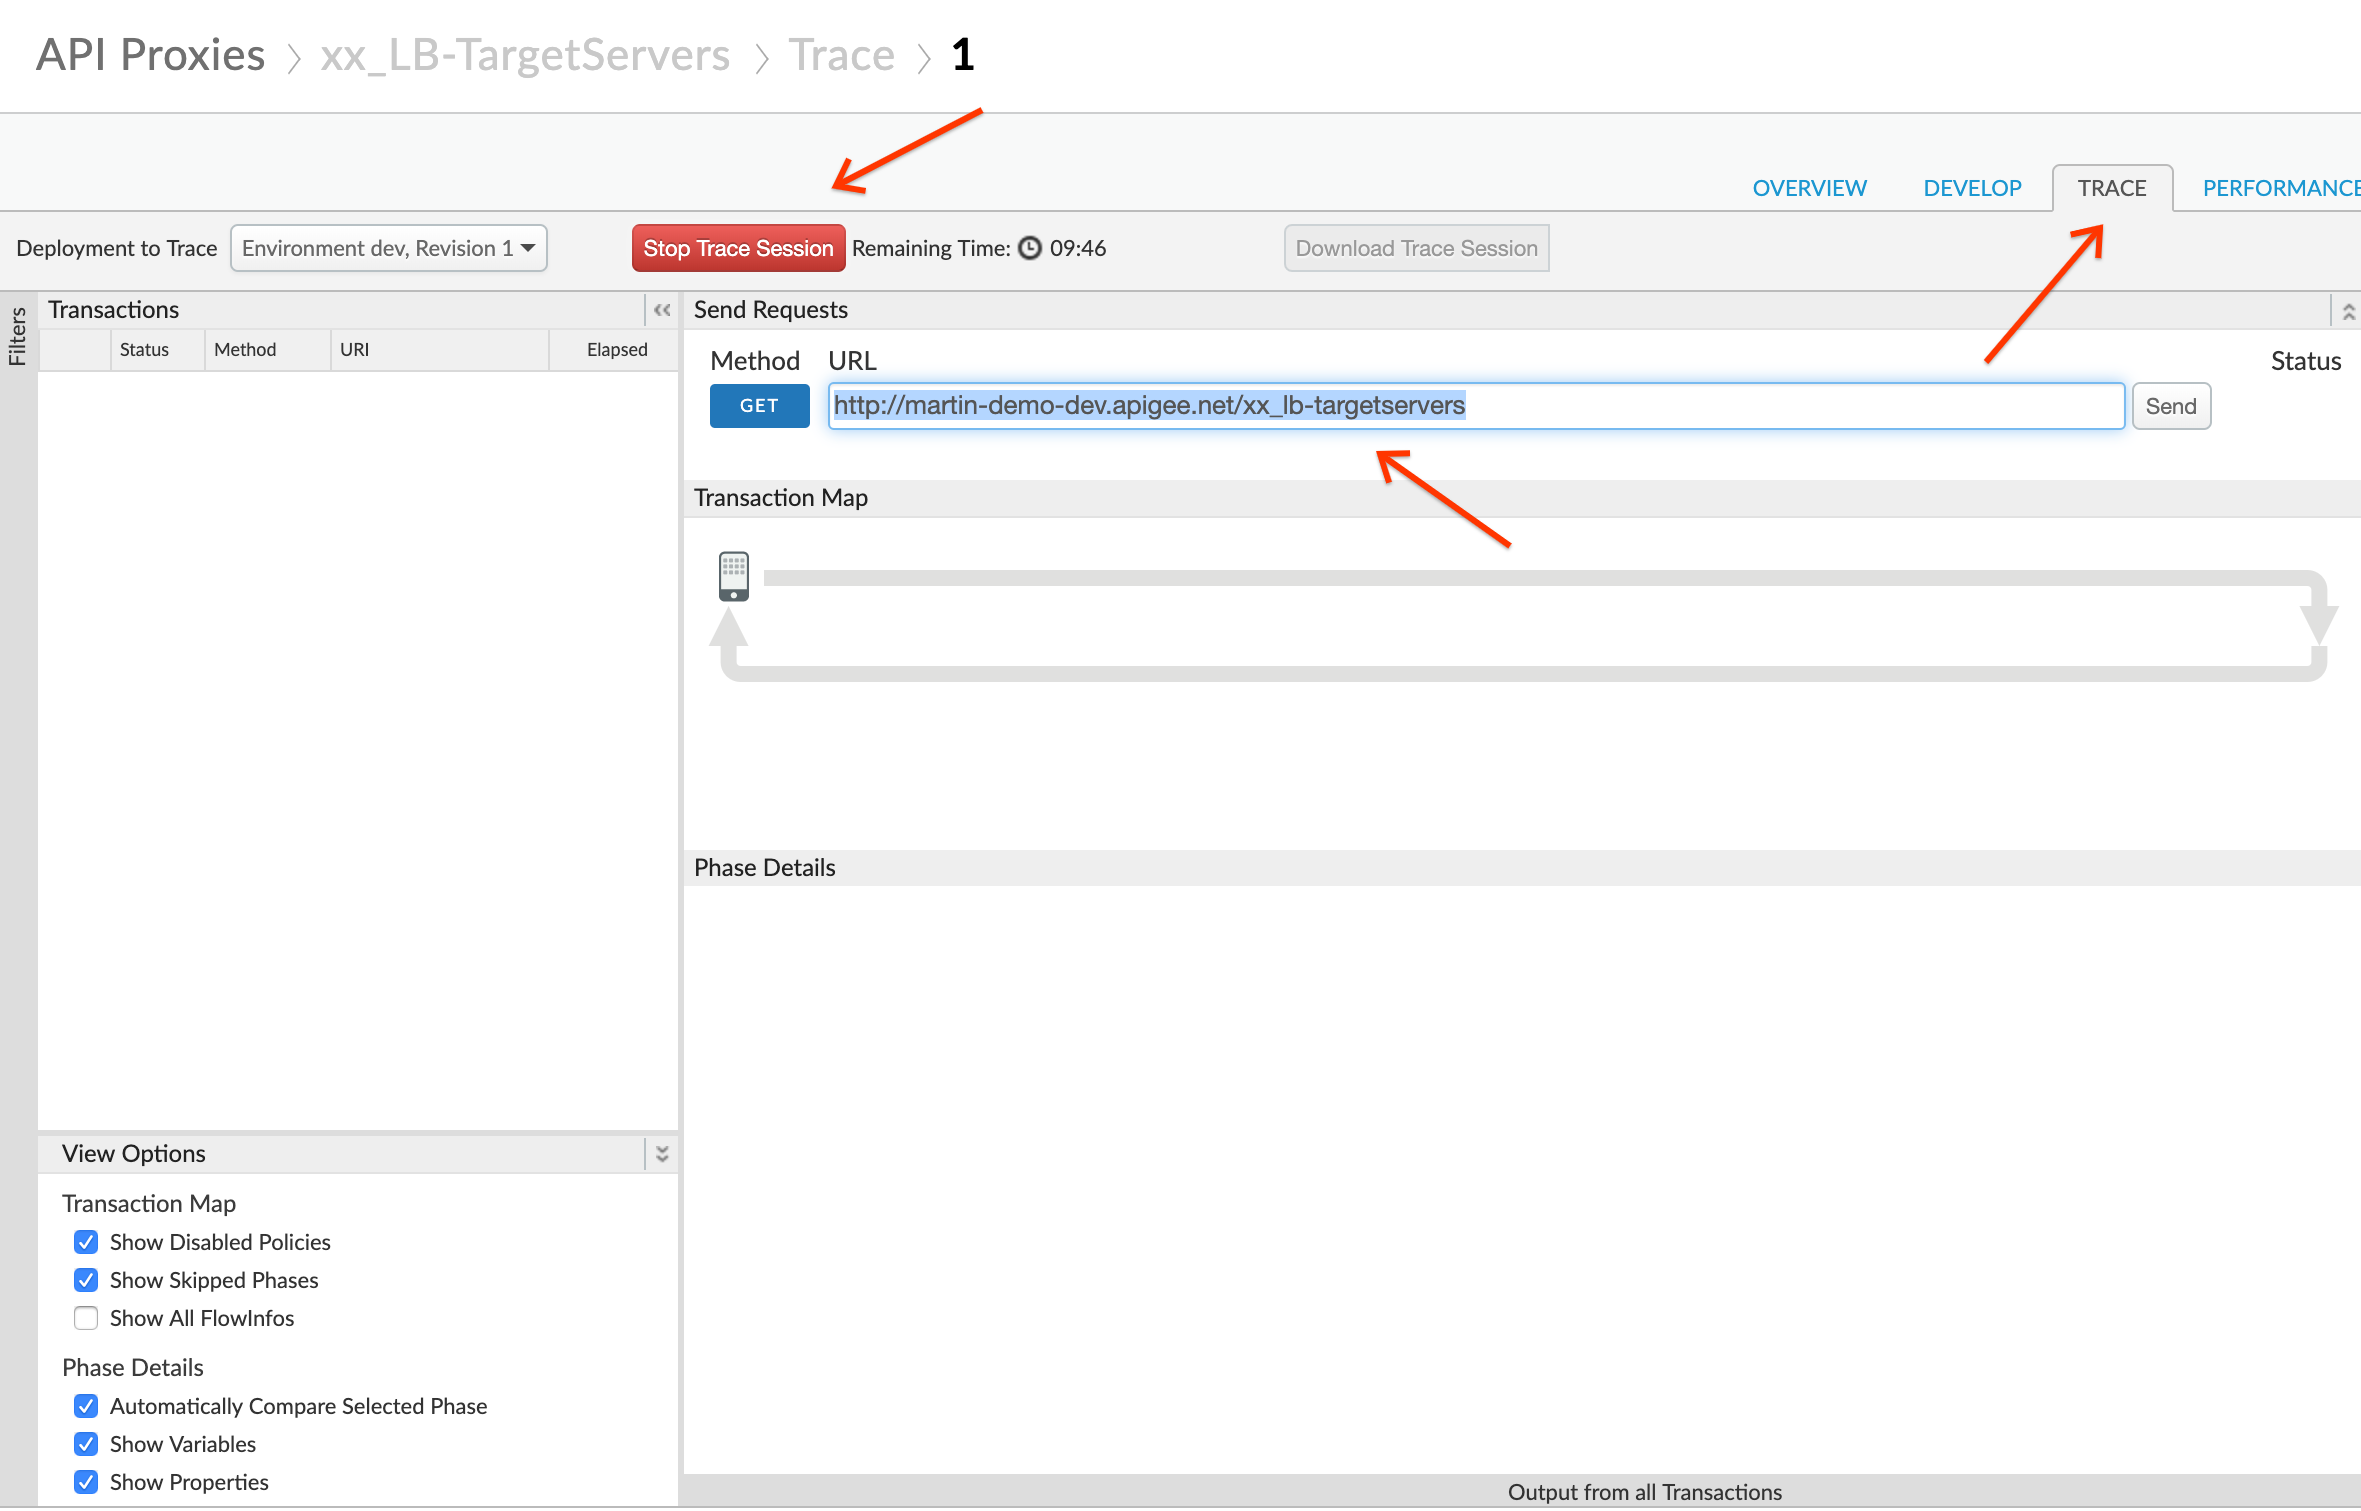 API Proxies > xx_LB-TargetServers > Trace > 1
OVERVIEW DEVELOP TRACE PERFORMANCE
Deployment to Trace Environment dev, Revision 1 Stop Trace Session Remaining Time: 09:46 Download Trace Session
Filters
Transactions
Status Method URI Elapsed
Send Requests
Method URL Status
GET http://martin-demo-dev.apigee.net/xx_lb-targetservers Send
Transaction Map
Phase Details
View Options
Transaction Map
Show Disabled Policies
Show Skipped Phases
Show All FlowInfos
Phase Details
Automatically Compare Selected Phase
Show Variables
Show Properties
Output from all Transactions